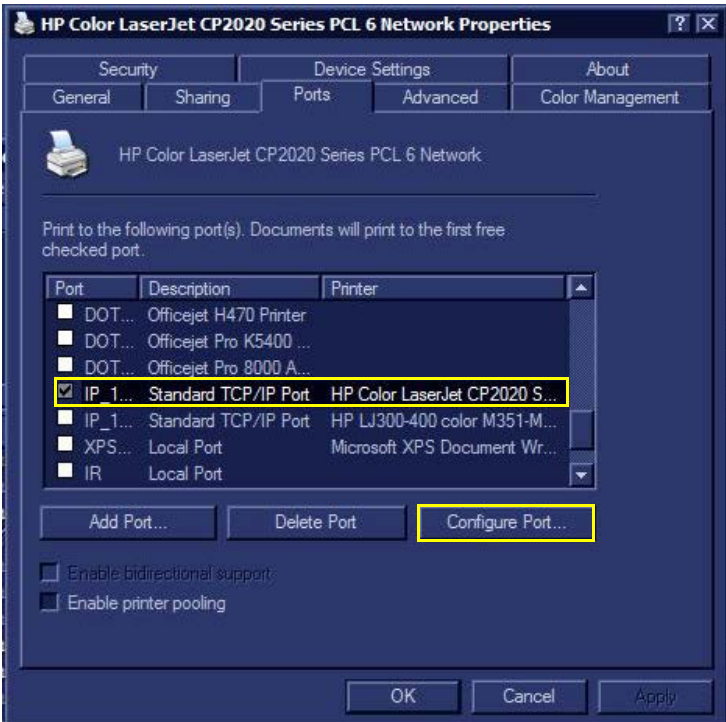 HP Color LaserJet CP2020 Series PCL 6 Network Properties
Security Device Settings About
General Sharing Ports Advanced Color Management
HP Color LaserJet CP2020 Series PCL 6 Network
Print to the following port(s). Documents will print to the first free
checked port.
Port Description Printer
DOT... Officejet H470 Printer
DOT... Officejet Pro K5400 ...
DOT... Officejet Pro 8000 A...
IP_1... Standard TCP/IP Port HP Color LaserJet CP2020 S...
IP_1... Standard TCP/IP Port HP LJ300-400 color M351-M...
XPS... Local Port Microsoft XPS Document Wr...
IR Local Port
Add Port... Delete Port Configure Port...
Enable bidirectional support
Enable printer pooling
OK Cancel Apply